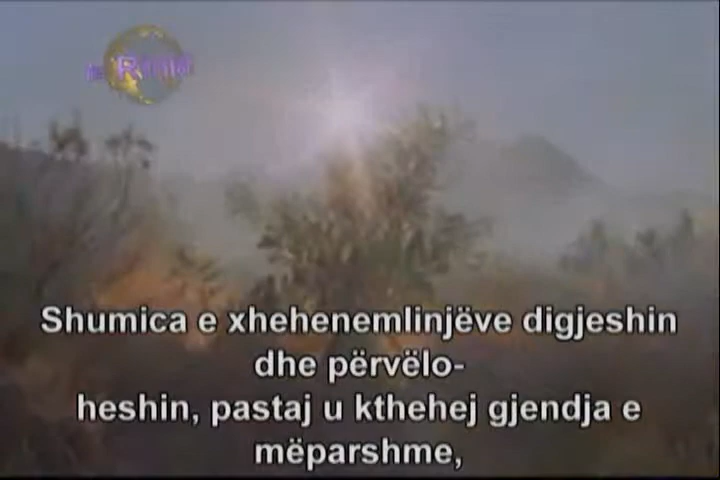 Shumica e xhehenemlinjëve digjeshin
dhe përvëlo-
heshin, pastaj u kthehej gjendja e
mëparshme,